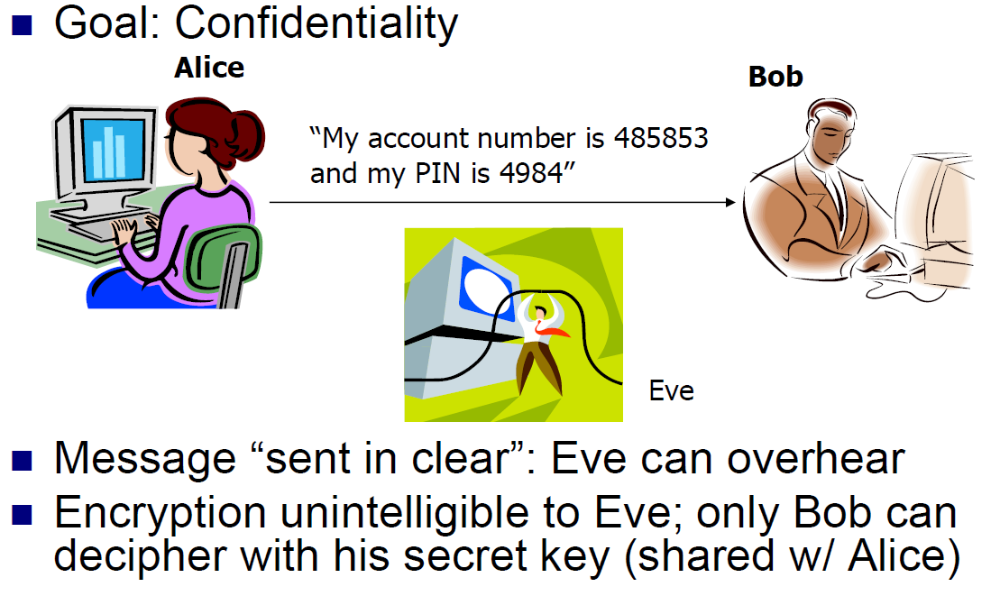 Goal: Confidentiality
Alice
Bob
“My account number is 485853
and my PIN is 4984”
Eve
Message “sent in clear”: Eve can overhear
Encryption unintelligible to Eve; only Bob can
decipher with his secret key (shared w/ Alice)